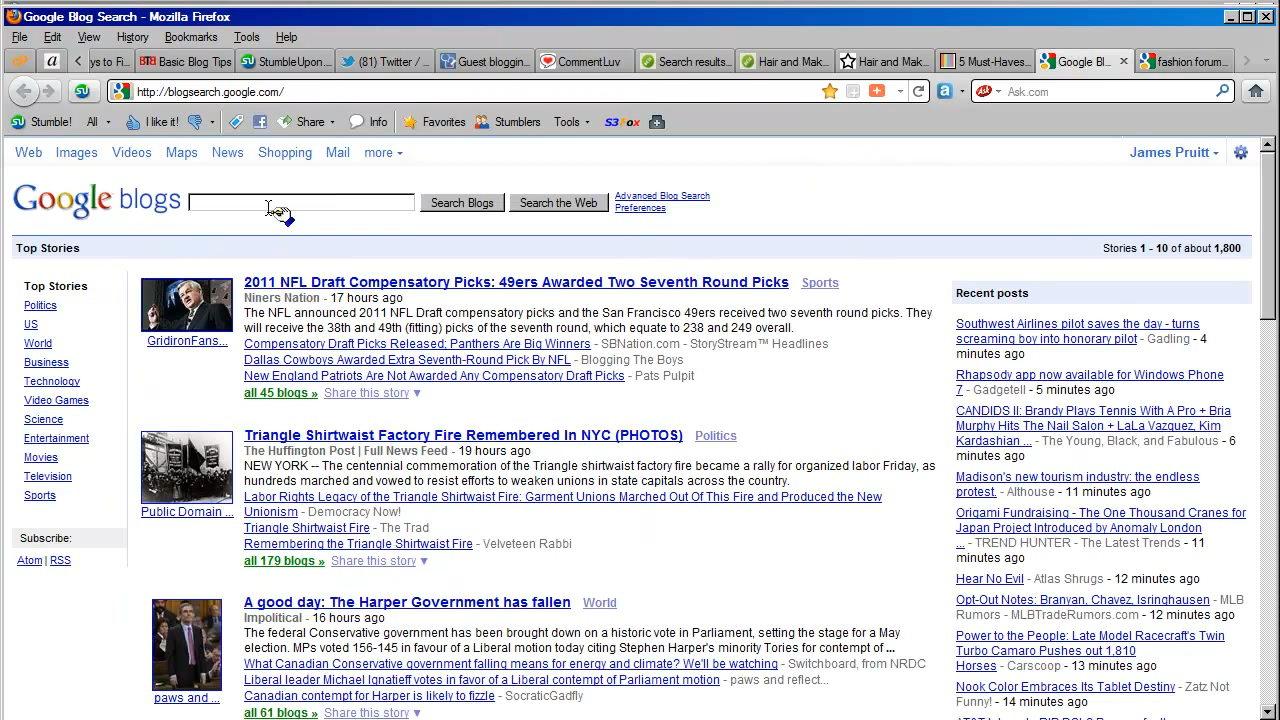 Google Blog Search - Mozilla Firefox
File Edit View History Bookmarks Tools Help
a ys to Fi... BTB Basic Blog Tips StumbleUpon... (81) Twitter / ... Guest bloggin... CommentLuv Search results... Hair and Mak... Hair and Mak... 5 Must-Haves... Google Bl... fashion forum...
http://blogsearch.google.com/ a Ask Ask.com
Stumble! All I like it! Share Info Favorites Stumblers Tools S3Fox
Web Images Videos Maps News Shopping Mail more James Pruitt
Google blogs Search Blogs Search the Web Advanced Blog Search
Preferences
Top Stories Stories 1 - 10 of about 1,800
Top Stories
Politics
US
World
Business
Technology
Video Games
Science
Entertainment
Movies
Television
Sports
Subscribe:
Atom | RSS
GridironFans...
2011 NFL Draft Compensatory Picks: 49ers Awarded Two Seventh Round Picks Sports
Niners Nation - 17 hours ago
The NFL announced 2011 NFL Draft compensatory picks and the San Francisco 49ers received two seventh round picks. They
will receive the 38th and 49th (fitting) picks of the seventh round, which equate to 238 and 249 overall.
Compensatory Draft Picks Released; Panthers Are Big Winners - SBNation.com - StoryStream™ Headlines
Dallas Cowboys Awarded Extra Seventh-Round Pick By NFL - Blogging The Boys
New England Patriots Are Not Awarded Any Compensatory Draft Picks - Pats Pulpit
all 45 blogs » Share this story ▼
Public Domain ...
Triangle Shirtwaist Factory Fire Remembered In NYC (PHOTOS) Politics
The Huffington Post | Full News Feed - 19 hours ago
NEW YORK -- The centennial commemoration of the Triangle shirtwaist factory fire became a rally for organized labor Friday, as
hundreds marched and vowed to resist efforts to weaken unions in state capitals across the country.
Labor Rights Legacy of the Triangle Shirtwaist Fire: Garment Unions Marched Out Of This Fire and Produced the New
Unionism - Democracy Now!
Triangle Shirtwaist Fire - The Trad
Remembering the Triangle Shirtwaist Fire - Velveteen Rabbi
all 179 blogs » Share this story ▼
paws and ...
A good day: The Harper Government has fallen World
Impolitical - 16 hours ago
The federal Conservative government has been brought down on a historic vote in Parliament, setting the stage for a May
election. MPs voted 156-145 in favour of a Liberal motion today citing Stephen Harper's minority Tories for contempt of ...
What Canadian Conservative government falling means for energy and climate? We'll be watching - Switchboard, from NRDC
Liberal leader Michael Ignatieff votes in favor of a Liberal contempt of Parliament motion - paws and reflect...
Canadian contempt for Harper is likely to fizzle - SocraticGadfly
all 61 blogs » Share this story ▼
Recent posts
Southwest Airlines pilot saves the day - turns
screaming boy into honorary pilot - Gadling - 4
minutes ago
Rhapsody app now available for Windows Phone
7 - Gadgetell - 5 minutes ago
CANDIDS II: Brandy Plays Tennis With A Pro + Bria
Murphy Hits The Nail Salon + LaLa Vazquez, Kim
Kardashian ... - The Young, Black, and Fabulous - 6
minutes ago
Madison's new tourism industry: the endless
protest. - Althouse - 11 minutes ago
Origami Fundraising - The One Thousand Cranes for
Japan Project Introduced by Anomaly London
... - TREND HUNTER - The Latest Trends - 11
minutes ago
Hear No Evil - Atlas Shrugs - 12 minutes ago
Opt-Out Notes: Branyan, Chavez, Isringhausen - MLB
Rumors - MLBTradeRumors.com - 12 minutes ago
Power to the People: Late Model Racecraft's Twin
Turbo Camaro Pushes out 1,810
Horses - Carscoop - 13 minutes ago
Nook Color Embraces Its Tablet Destiny - Zatz Not
Funny! - 14 minutes ago